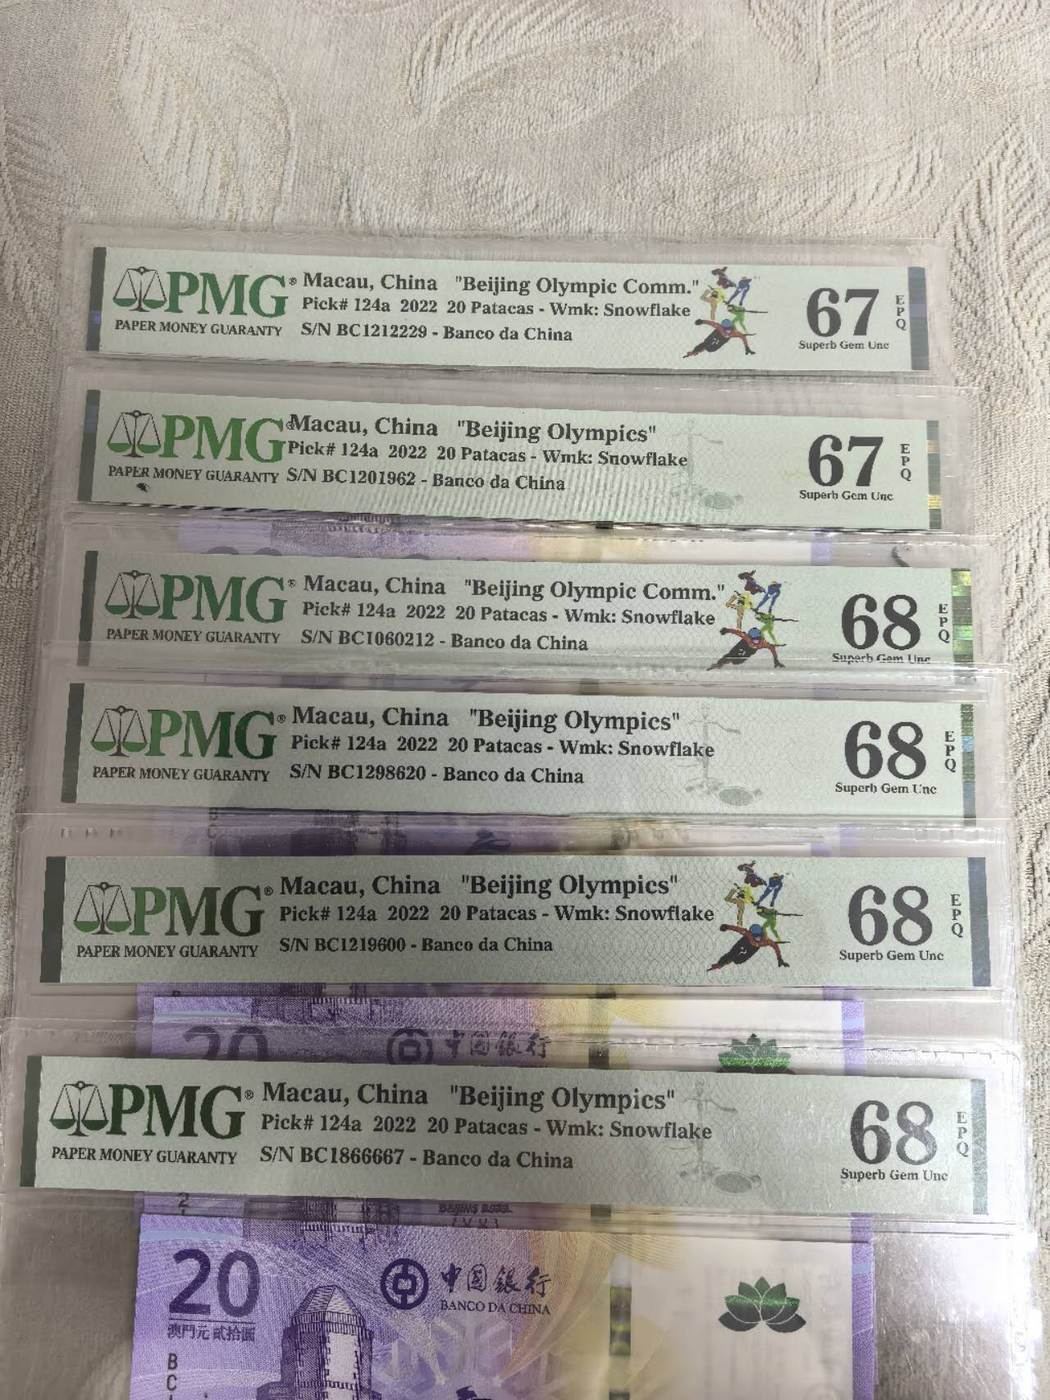 PMG® Macau, China "Beijing Olympic Comm."
Pick# 124a 2022 20 Patacas - Wmk: Snowflake
PAPER MONEY GUARANTY S/N BC1212229 - Banco da China
67 EPQ
Superb Gem Unc
PMG® Macau, China "Beijing Olympics"
Pick# 124a 2022 20 Patacas - Wmk: Snowflake
PAPER MONEY GUARANTY S/N BC1201962 - Banco da China
67 EPQ
Superb Gem Unc
PMG® Macau, China "Beijing Olympic Comm."
Pick# 124a 2022 20 Patacas - Wmk: Snowflake
PAPER MONEY GUARANTY S/N BC1060212 - Banco da China
68 EPQ
Superb Gem Unc
PMG® Macau, China "Beijing Olympics"
Pick# 124a 2022 20 Patacas - Wmk: Snowflake
PAPER MONEY GUARANTY S/N BC1298620 - Banco da China
68 EPQ
Superb Gem Unc
PMG® Macau, China "Beijing Olympics"
Pick# 124a 2022 20 Patacas - Wmk: Snowflake
PAPER MONEY GUARANTY S/N BC1219600 - Banco da China
68 EPQ
Superb Gem Unc
20 中國銀行
PMG® Macau, China "Beijing Olympics"
Pick# 124a 2022 20 Patacas - Wmk: Snowflake
PAPER MONEY GUARANTY S/N BC1866667 - Banco da China
68 EPQ
Superb Gem Unc
20 中國銀行
BANCO DA CHINA
澳門元 貳拾圓
BC